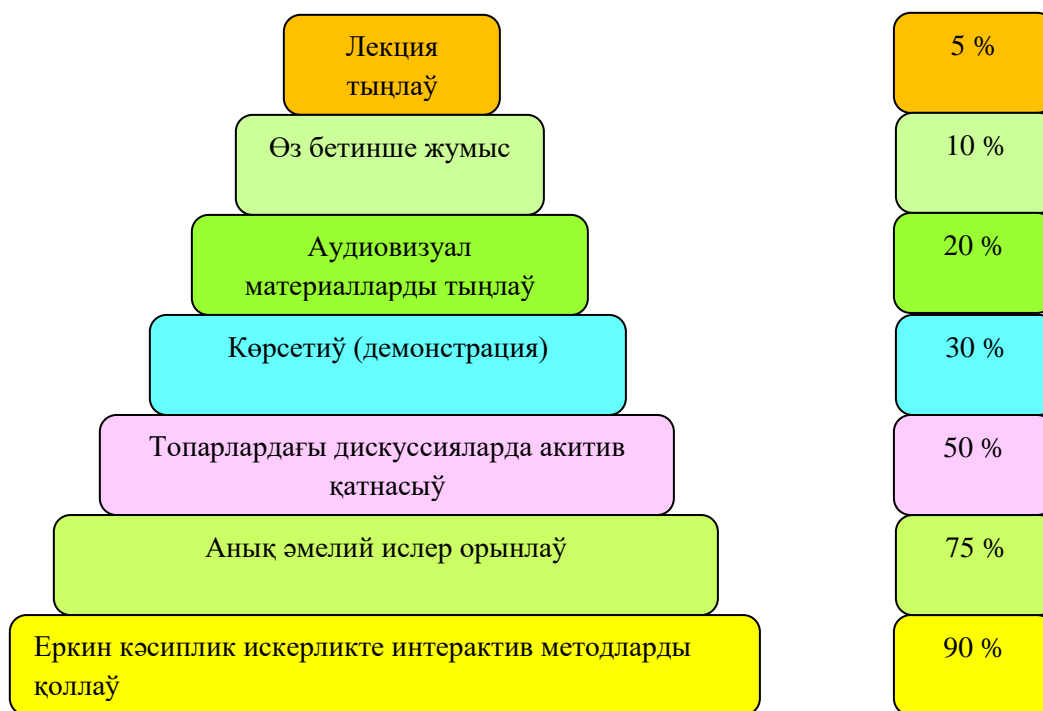 Лекция
тыңлаў
5 %
Өз бетинше жумыс
10 %
Аудиовизуал
материалларды тыңлаў
20 %
Көрсетиў (демонстрация)
30 %
Топарлардағы дискуссияларда акитив
қатнасыў
50 %
Анық әмелий ислер орынлаў
75 %
Еркин кәсиплик искерликте интерактив методларды
қоллаў
90 %